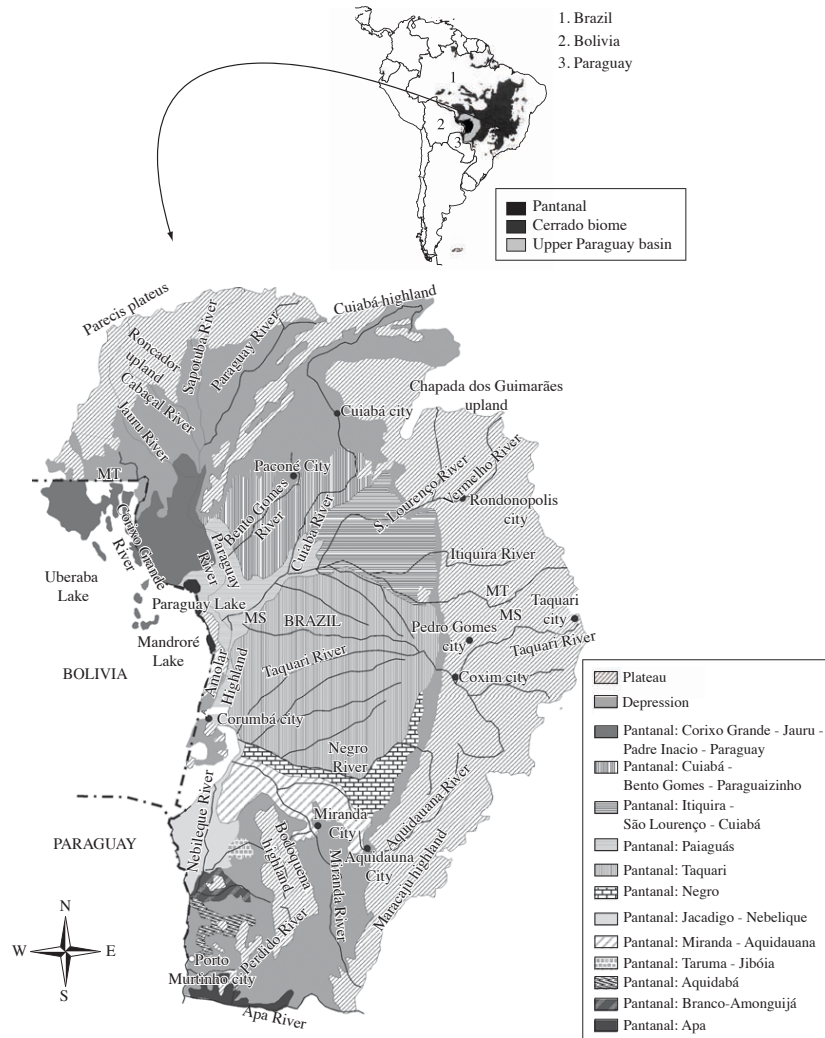 1. Brazil
2. Bolivia
3. Paraguay
1
2
3
Pantanal
Cerrado biome
Upper Paraguay basin
Parecis plateus
Cuiabá highland
Roncador
upland
Sapotuba River
Paraguay River
Cabaçal River
Jauru River
Chapada dos Guimarães
upland
Cuiabá city
MT
Paconé City
Bento Gomes
River
Cuiabá River
S. Lourenço River
Vermelho River
Rondonopolis
city
Corixo Grande
River
Paraguay
River
Itiquira River
Uberaba
Lake
Paraguay Lake
MT
MS
MS
BRAZIL
Taquari
city
Pedro Gomes
city
Taquari River
Mandroré
Lake
Taquari River
BOLIVIA
Amolar
Highland
Coxim city
Corumbá city
Negro
River
Nebileque River
Aquidauana River
Miranda
City
PARAGUAY
Bodoquena
highland
Aquidauna
City
Miranda River
Maracaju highland
Perdido River
Porto
Murtinho city
Apa River
N
W
E
S
Plateau
Depression
Pantanal: Corixo Grande - Jauru -
Padre Inacio - Paraguay
Pantanal: Cuiabá -
Bento Gomes - Paraguaizinho
Pantanal: Itiquira -
São Lourenço - Cuiabá
Pantanal: Paiaguás
Pantanal: Taquari
Pantanal: Negro
Pantanal: Jacadigo - Nebelique
Pantanal: Miranda - Aquidauana
Pantanal: Taruma - Jibóia
Pantanal: Aquidabá
Pantanal: Branco-Amonguijá
Pantanal: Apa